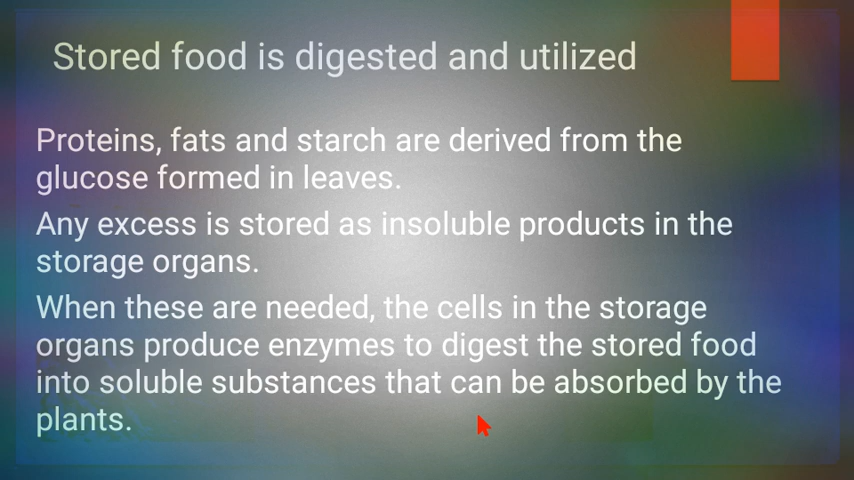 Stored food is digested and utilized
Proteins, fats and starch are derived from the
glucose formed in leaves.
Any excess is stored as insoluble products in the
storage organs.
When these are needed, the cells in the storage
organs produce enzymes to digest the stored food
into soluble substances that can be absorbed by the
plants.